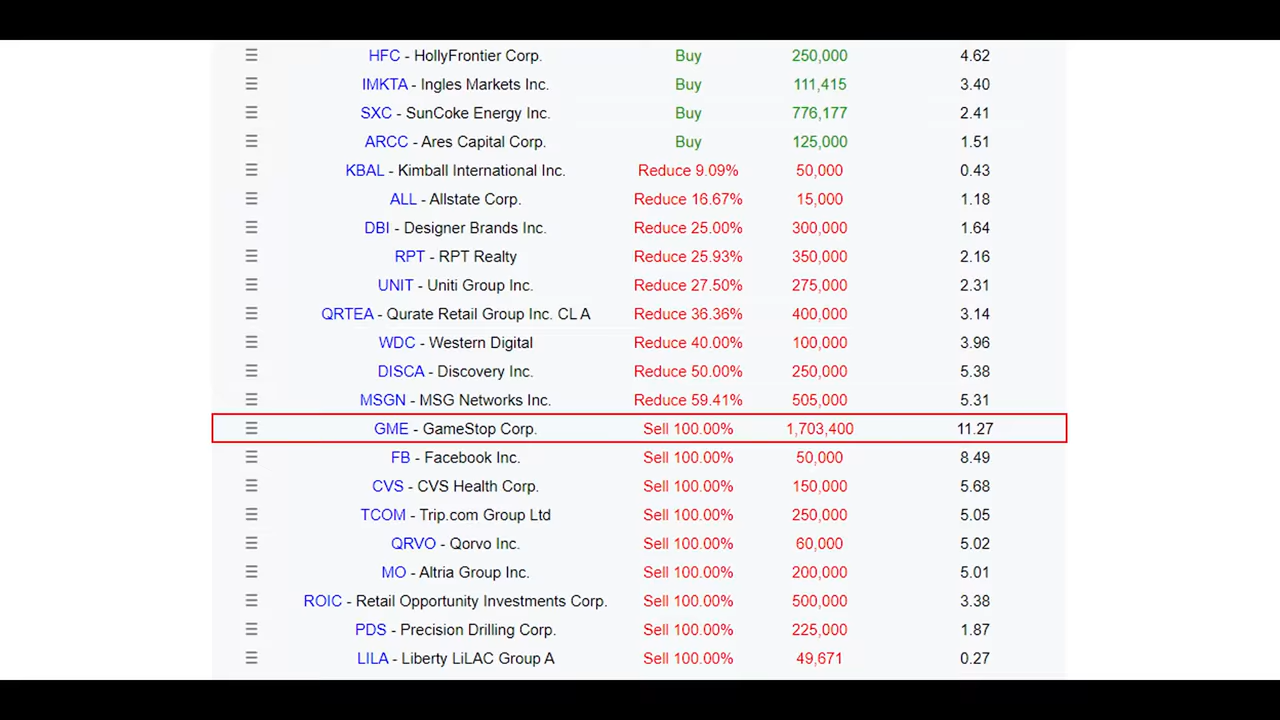 ☰ HFC - HollyFrontier Corp. Buy 250,000 4.62
☰ IMKTA - Ingles Markets Inc. Buy 111,415 3.40
☰ SXC - SunCoke Energy Inc. Buy 776,177 2.41
☰ ARCC - Ares Capital Corp. Buy 125,000 1.51
☰ KBAL - Kimball International Inc. Reduce 9.09% 50,000 0.43
☰ ALL - Allstate Corp. Reduce 16.67% 15,000 1.18
☰ DBI - Designer Brands Inc. Reduce 25.00% 300,000 1.64
☰ RPT - RPT Realty Reduce 25.93% 350,000 2.16
☰ UNIT - Uniti Group Inc. Reduce 27.50% 275,000 2.31
☰ QRTEA - Qurate Retail Group Inc. CL A Reduce 36.36% 400,000 3.14
☰ WDC - Western Digital Reduce 40.00% 100,000 3.96
☰ DISCA - Discovery Inc. Reduce 50.00% 250,000 5.38
☰ MSGN - MSG Networks Inc. Reduce 59.41% 505,000 5.31
☰ GME - GameStop Corp. Sell 100.00% 1,703,400 11.27
☰ FB - Facebook Inc. Sell 100.00% 50,000 8.49
☰ CVS - CVS Health Corp. Sell 100.00% 150,000 5.68
☰ TCOM - Trip.com Group Ltd Sell 100.00% 250,000 5.05
☰ QRVO - Qorvo Inc. Sell 100.00% 60,000 5.02
☰ MO - Altria Group Inc. Sell 100.00% 200,000 5.01
☰ ROIC - Retail Opportunity Investments Corp. Sell 100.00% 500,000 3.38
☰ PDS - Precision Drilling Corp. Sell 100.00% 225,000 1.87
☰ LILA - Liberty LiLAC Group A Sell 100.00% 49,671 0.27